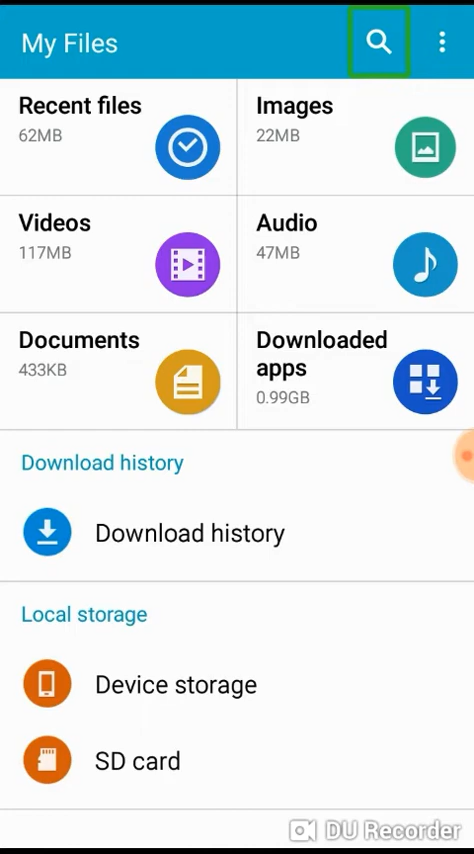 My Files
Recent files
62MB
Images
22MB
Videos
117MB
Audio
47MB
Documents
433KB
Downloaded
apps
0.99GB
Download history
Download history
Local storage
Device storage
SD card
DU Recorder